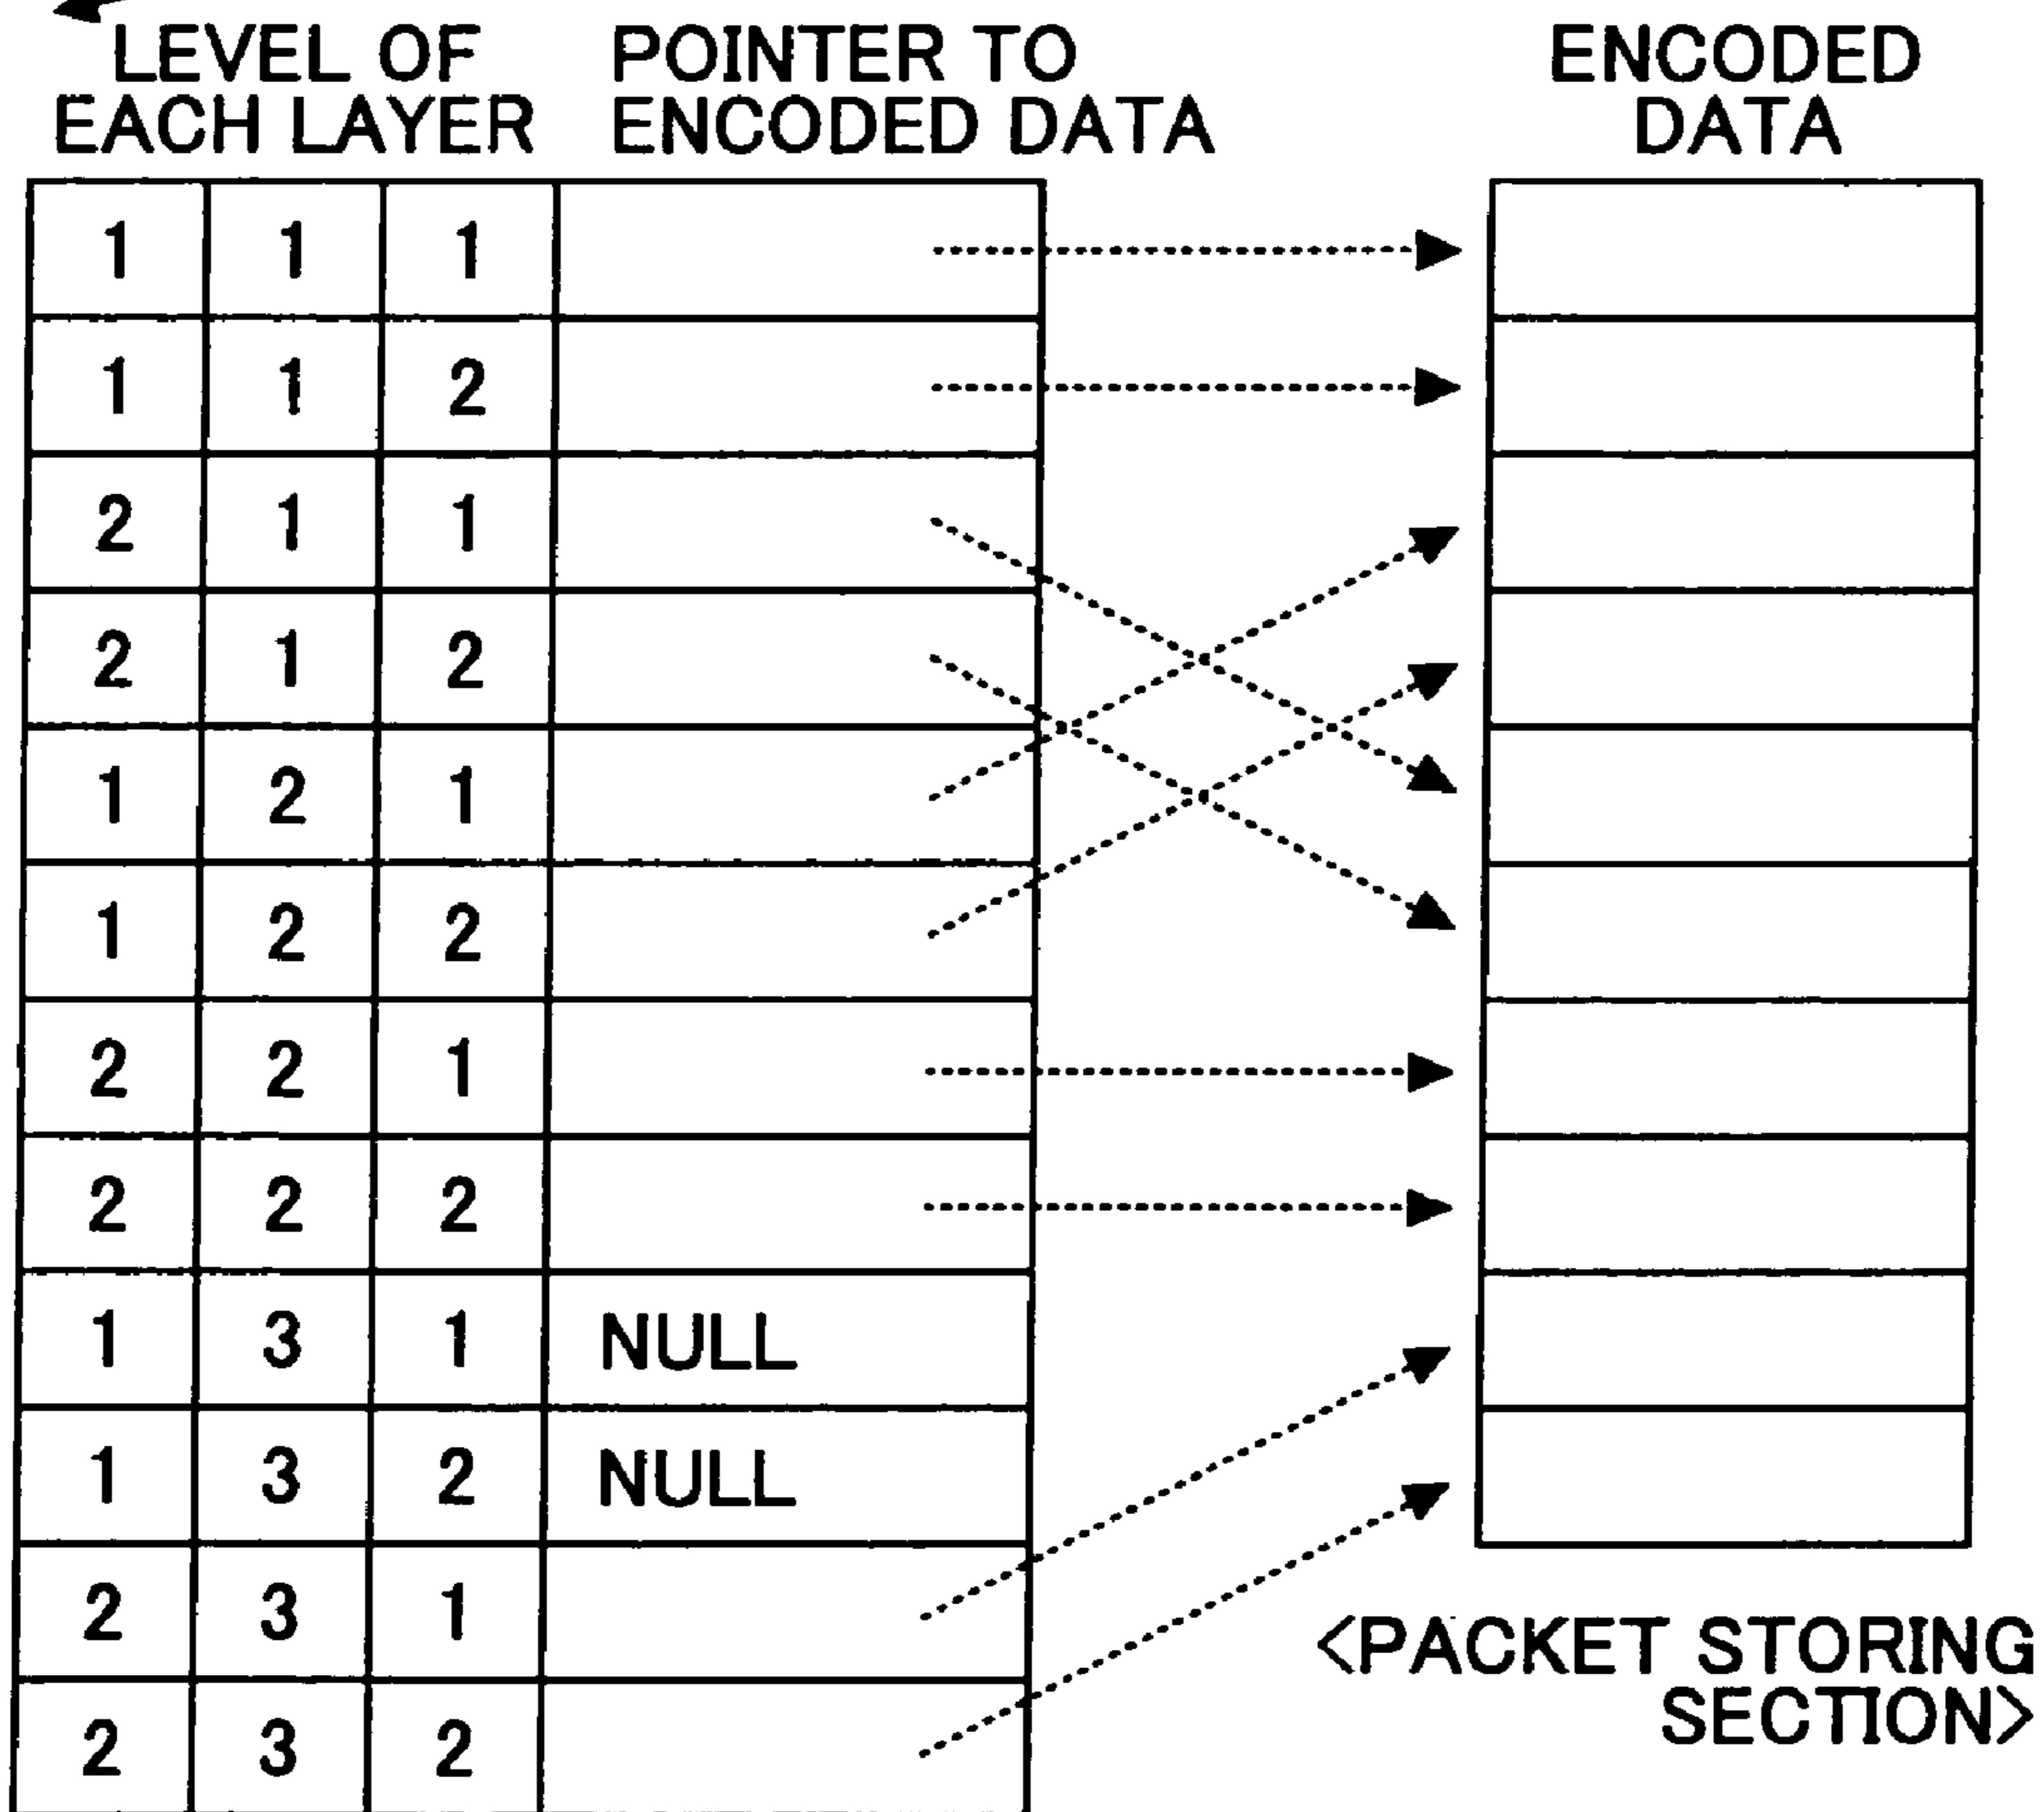 LEVEL OF EACH LAYER
POINTER TO ENCODED DATA
ENCODED DATA
1 1 1
1 1 2
2 1 1
2 1 2
1 2 1
1 2 2
2 2 1
2 2 2
1 3 1 NULL
1 3 2 NULL
2 3 1
2 3 2
<PACKET STORING
SECTION>